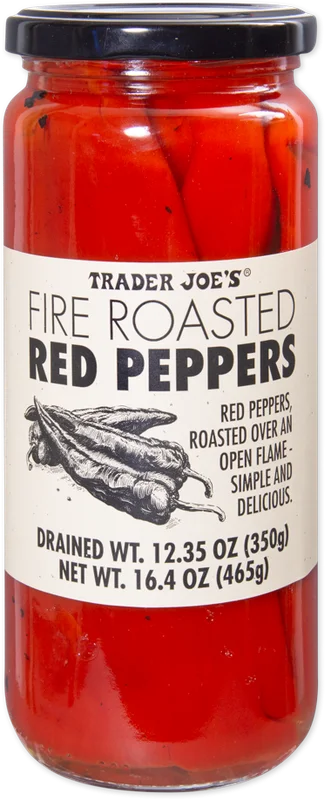 TRADER JOE'S®
FIRE ROASTED
RED PEPPERS
RED PEPPERS,
ROASTED OVER AN
OPEN FLAME -
SIMPLE AND
DELICIOUS.
DRAINED WT. 12.35 OZ (350g)
NET WT. 16.4 OZ (465g)